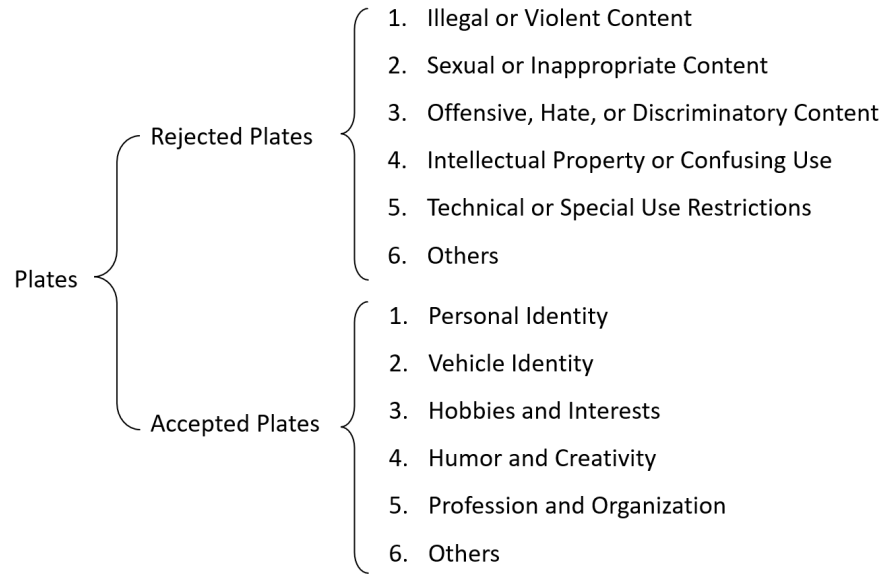 Plates
Rejected Plates
1. Illegal or Violent Content
2. Sexual or Inappropriate Content
3. Offensive, Hate, or Discriminatory Content
4. Intellectual Property or Confusing Use
5. Technical or Special Use Restrictions
6. Others
Accepted Plates
1. Personal Identity
2. Vehicle Identity
3. Hobbies and Interests
4. Humor and Creativity
5. Profession and Organization
6. Others